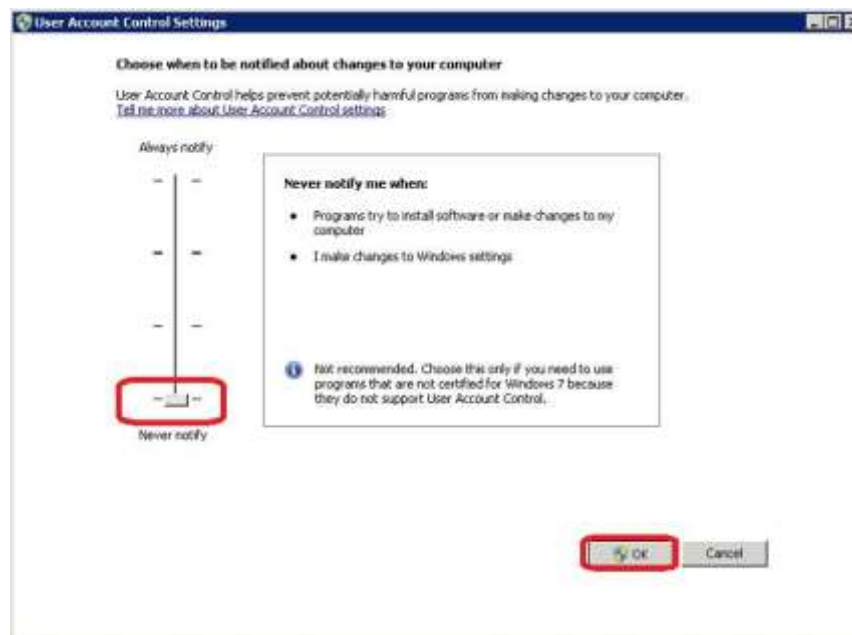 User Account Control Settings
Choose when to be notified about changes to your computer
User Account Control helps prevent potentially harmful programs from making changes to your computer.
Tell me more about User Account Control settings
Always notify
Never notify me when:
• Programs try to install software or make changes to my
computer
• I make changes to Windows settings
Not recommended. Choose this only if you need to use
programs that are not certified for Windows 7 because
they do not support User Account Control.
Never notify
OK
Cancel